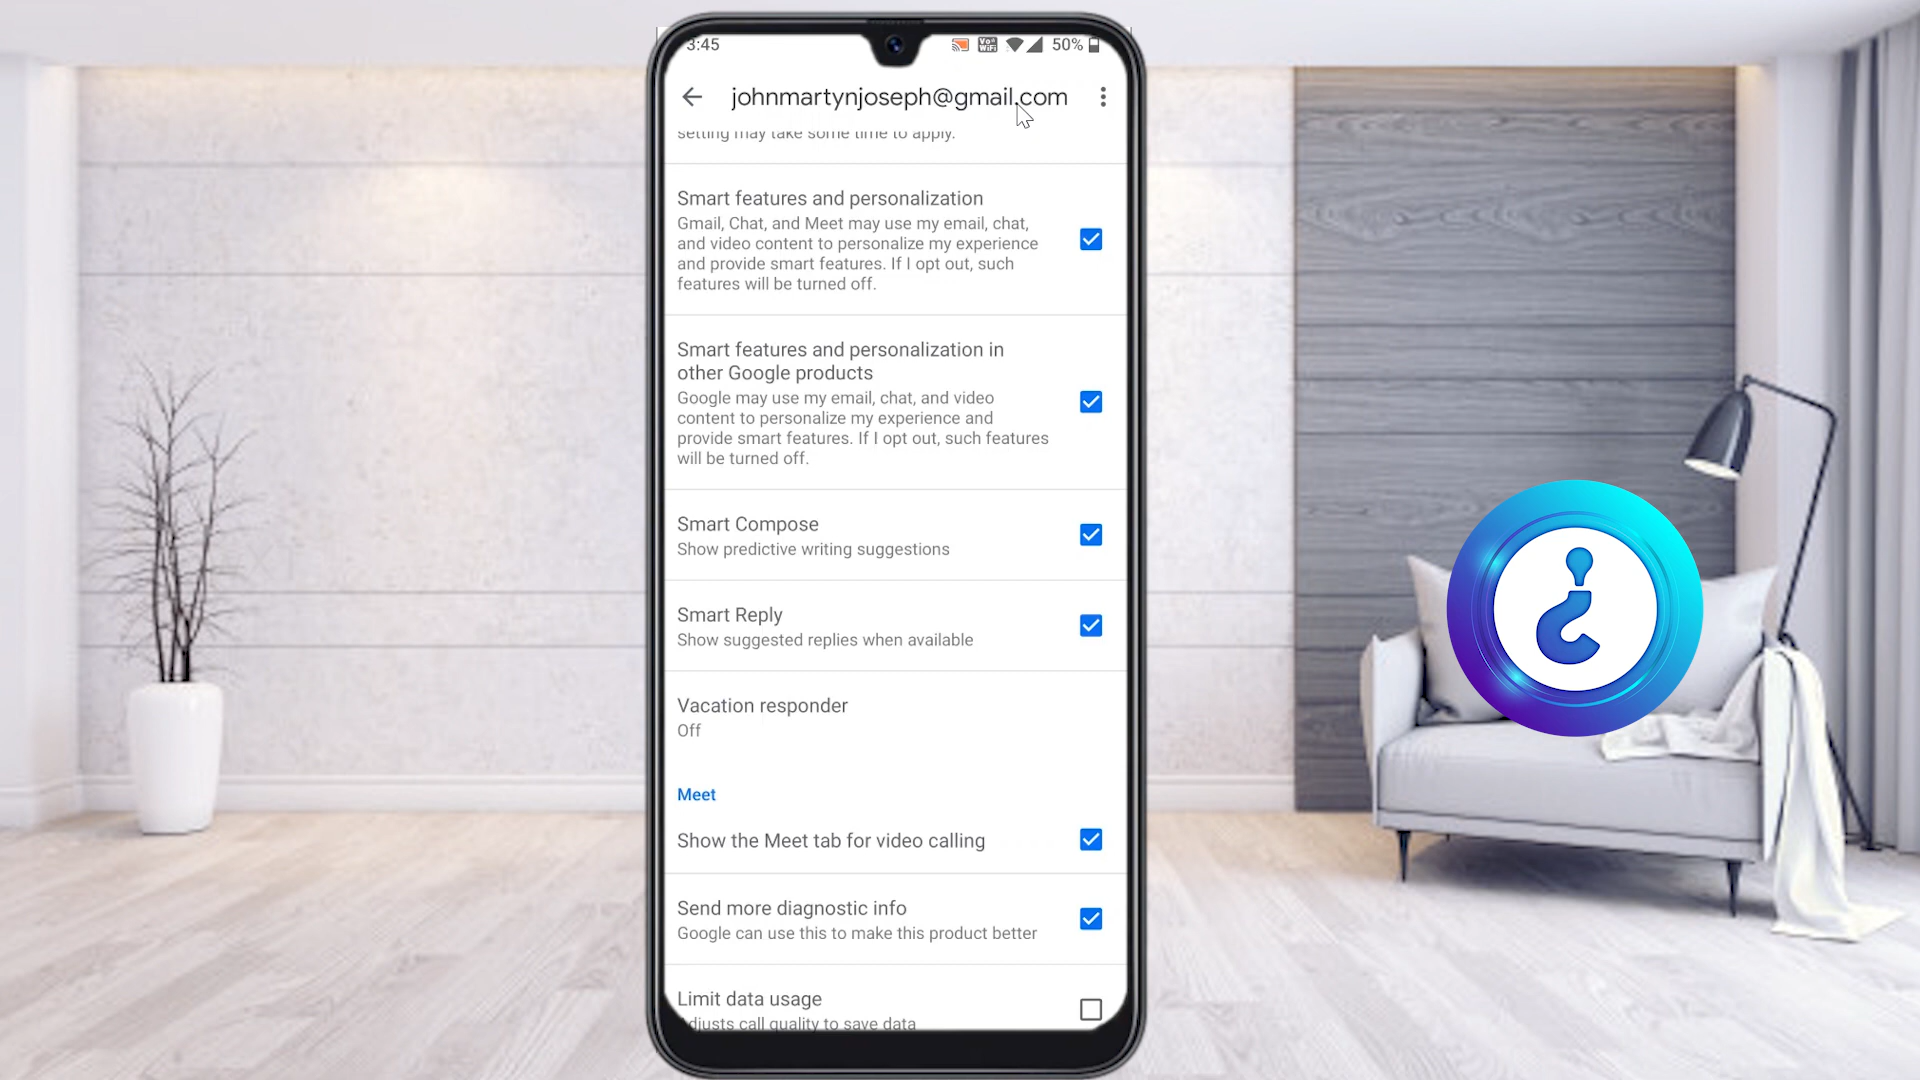 3:45
Vo WiFi
50%
johnmartynjoseph@gmail.com
setting may take some time to apply.
Smart features and personalization
Gmail, Chat, and Meet may use my email, chat,
and video content to personalize my experience
and provide smart features. If I opt out, such
features will be turned off.
Smart features and personalization in
other Google products
Google may use my email, chat, and video
content to personalize my experience and
provide smart features. If I opt out, such features
will be turned off.
Smart Compose
Show predictive writing suggestions
Smart Reply
Show suggested replies when available
Vacation responder
Off
Meet
Show the Meet tab for video calling
Send more diagnostic info
Google can use this to make this product better
Limit data usage
Adjusts call quality to save data